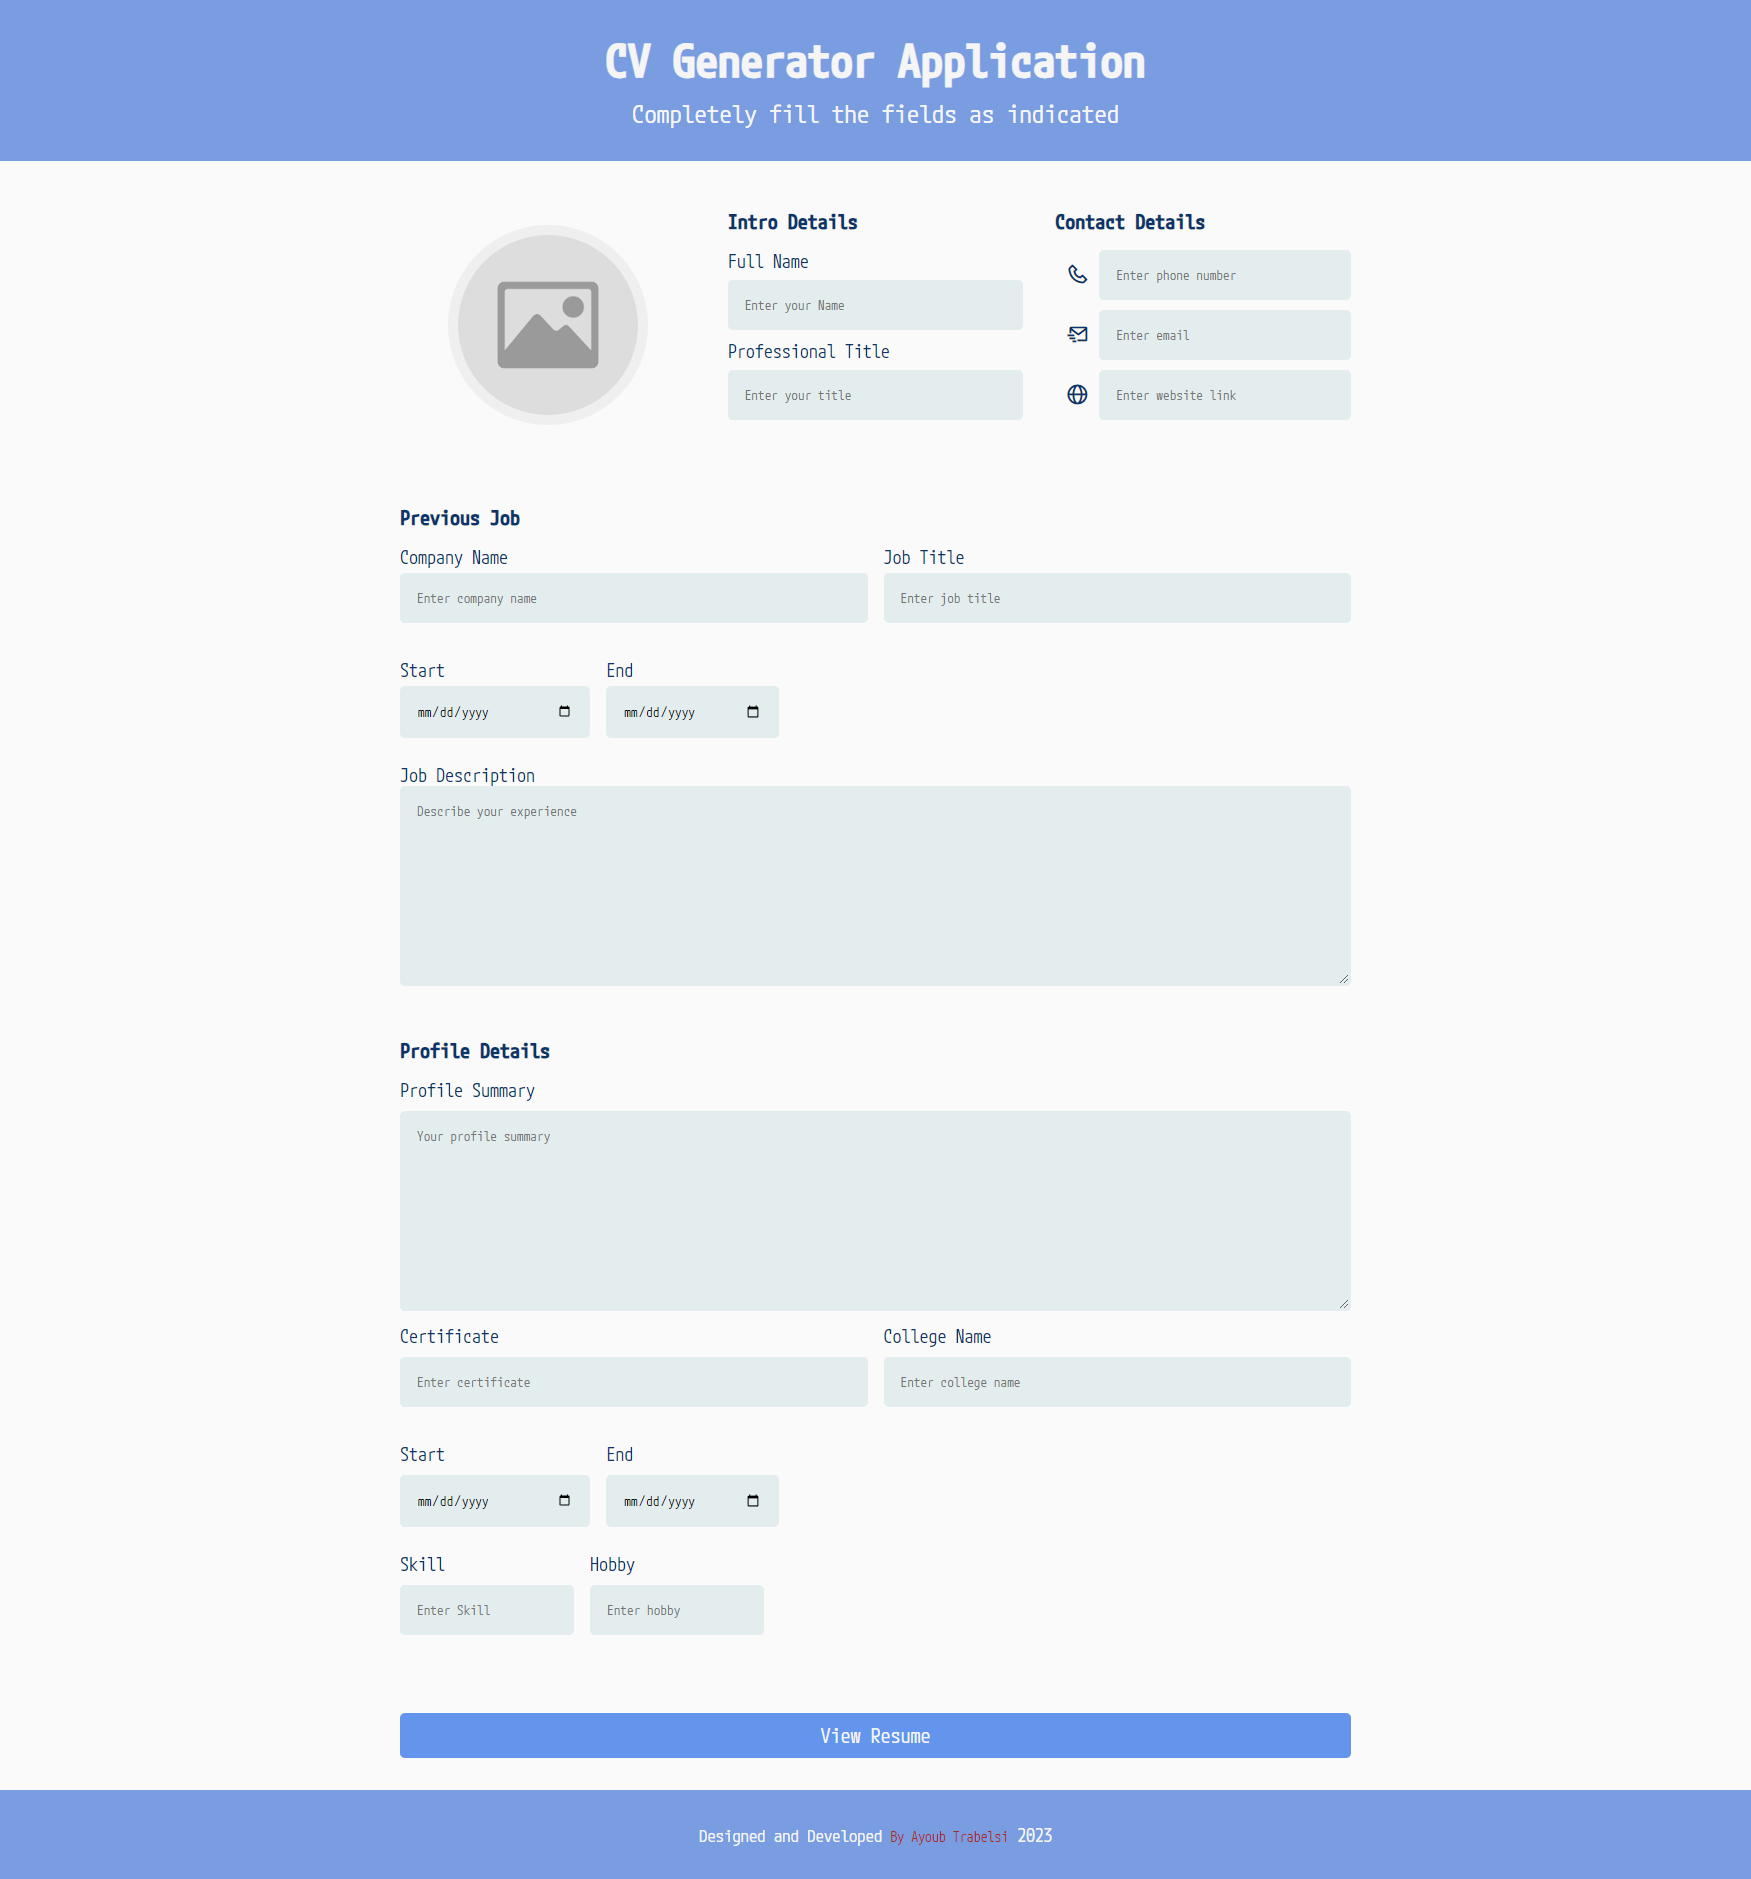 CV Generator Application
Completely fill the fields as indicated
Intro Details
Full Name
Enter your Name
Professional Title
Enter your title
Contact Details
Enter phone number
Enter email
Enter website link
Previous Job
Company Name
Enter company name
Job Title
Enter job title
Start
mm/dd/yyyy
End
mm/dd/yyyy
Job Description
Describe your experience
Profile Details
Profile Summary
Your profile summary
Certificate
Enter certificate
College Name
Enter college name
Start
mm/dd/yyyy
End
mm/dd/yyyy
Skill
Enter Skill
Hobby
Enter hobby
View Resume
Designed and Developed By Ayoub Trabelsi 2023